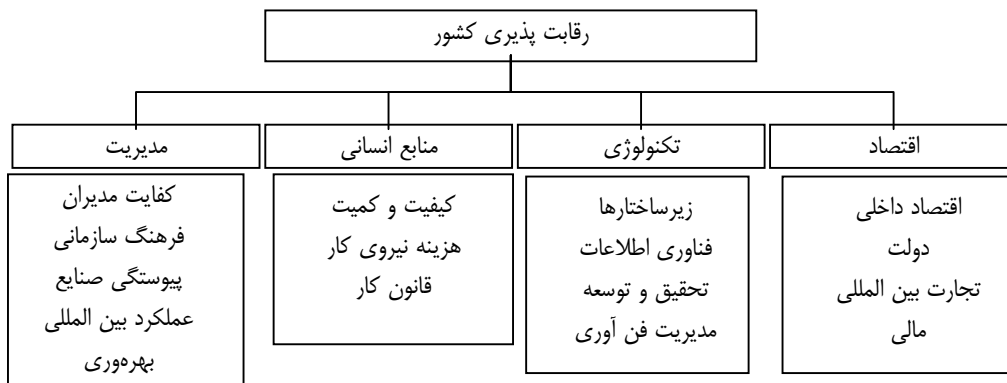 رقابت پذیری کشور
اقتصاد
اقتصاد داخلی
دولت
تجارت بین المللی
مالی
تکنولوژی
زیرساختارها
فناوری اطلاعات
تحقیق و توسعه
مدیریت فن آوری
منابع انسانی
کیفیت و کمیت
هزینه نیروی کار
قانون کار
مدیریت
کفایت مدیران
فرهنگ سازمانی
پیوستگی صنایع
عملکرد بین المللی
بهره‌وری